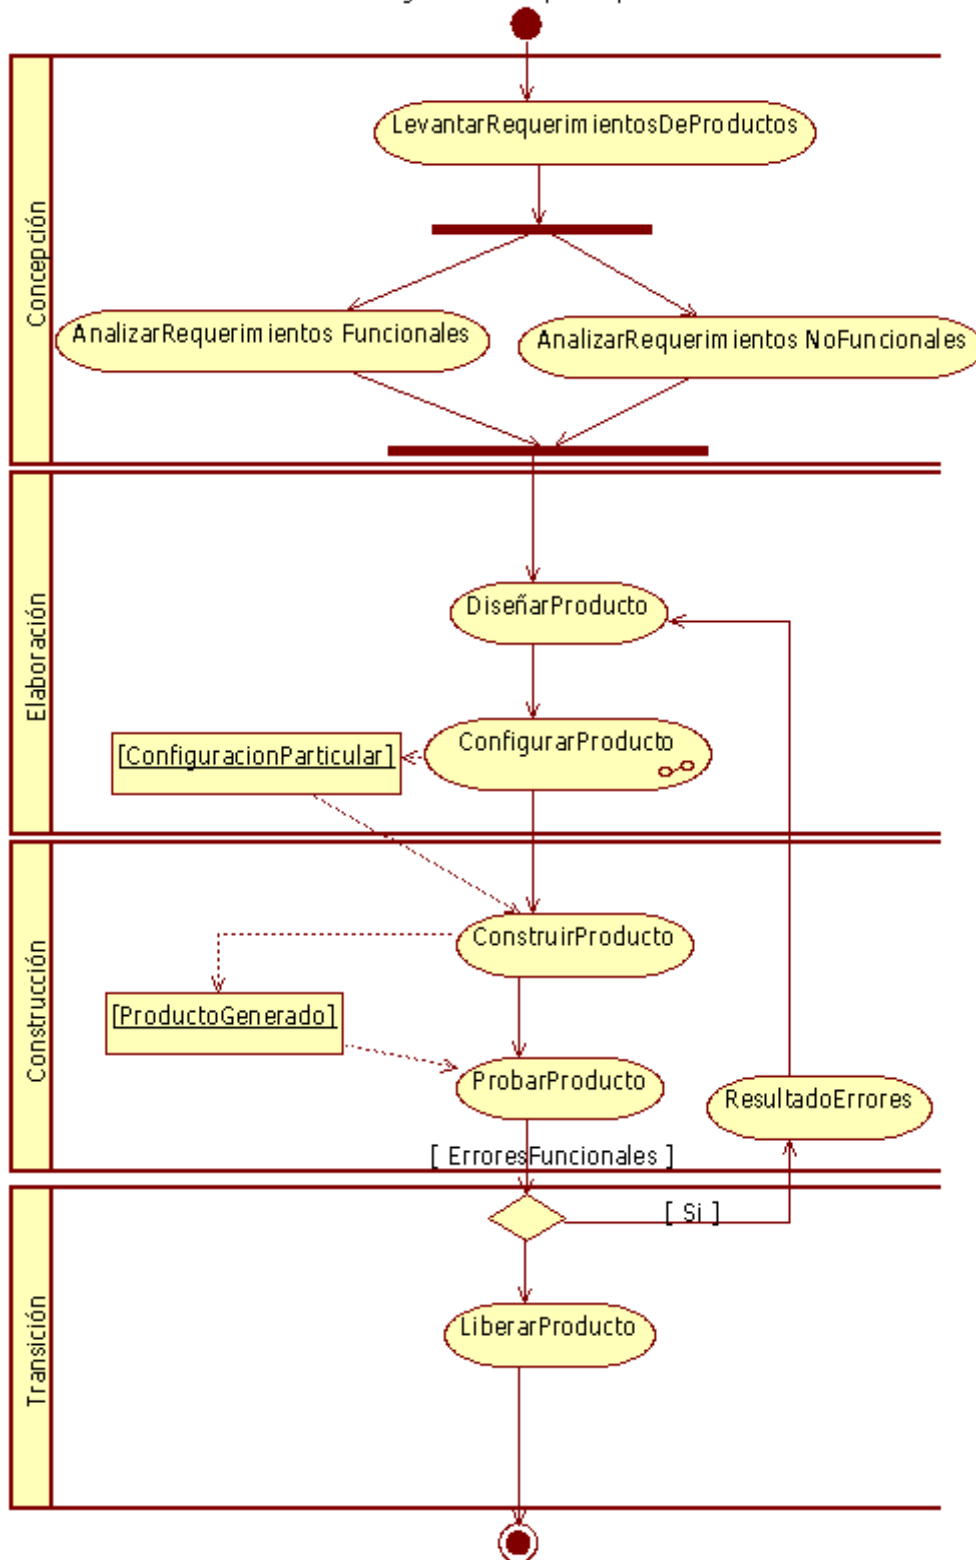 Concepción
LevantarRequerimientosDeProductos
AnalizarRequerimientos Funcionales
AnalizarRequerimientos NoFuncionales
Elaboración
DiseñarProducto
ConfigurarProducto
[ConfiguracionParticular]
Construcción
ConstruirProducto
[ProductoGenerado]
ProbarProducto
ResultadoErrores
[ ErroresFuncionales ]
Transición
[ Si ]
LiberarProducto